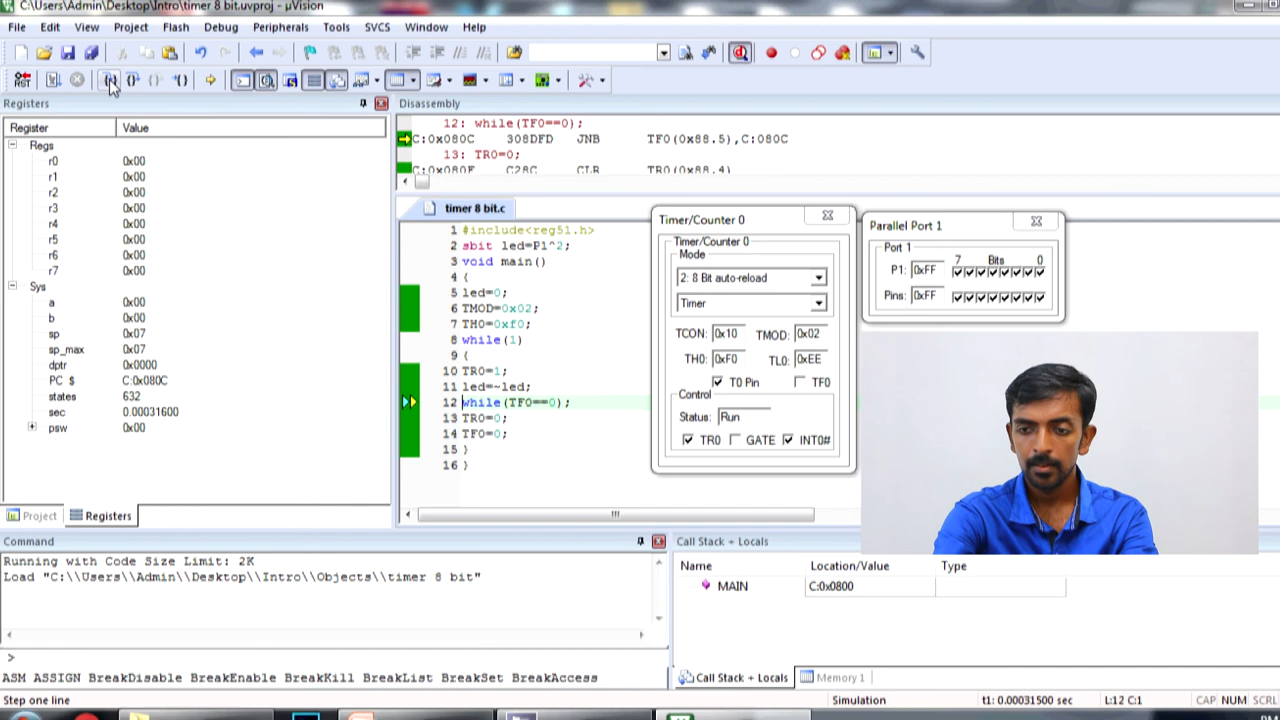 C:\Users\Admin\Desktop\Intro\timer 8 bit.uvproj - µVision
File Edit View Project Flash Debug Peripherals Tools SVCS Window Help
RST
Registers
Register Value
Regs
r0 0x00
r1 0x00
r2 0x00
r3 0x00
r4 0x00
r5 0x00
r6 0x00
r7 0x00
Sys
a 0x00
b 0x00
sp 0x07
sp_max 0x07
dptr 0x0000
PC $ C:0x080C
states 632
sec 0.00031600
psw 0x00
Project Registers
Disassembly
12: while(TF0==0);
C:0x080C 308DFD JNB TF0(0x88.5),C:080C
13: TR0=0;
C:0x080F C28C CLR TR0(0x88.4)
timer 8 bit.c
1 #include<reg51.h>
2 sbit led=P1^2;
3 void main()
4 {
5 led=0;
6 TMOD=0x02;
7 TH0=0xf0;
8 while(1)
9 {
10 TR0=1;
11 led=~led;
12 while(TF0==0);
13 TR0=0;
14 TF0=0;
15 }
16 }
Timer/Counter 0
Timer/Counter 0
Mode
2: 8 Bit auto-reload
Timer
TCON: 0x10 TMOD: 0x02
TH0: 0xF0 TL0: 0xEE
T0 Pin TF0
Control
Status: Run
TR0 GATE INT0#
Parallel Port 1
Port 1
7 Bits 0
P1: 0xFF
Pins: 0xFF
Command
Running with Code Size Limit: 2K
Load "C:\\Users\\Admin\\Desktop\\Intro\\Objects\\timer 8 bit"
>
ASM ASSIGN BreakDisable BreakEnable BreakKill BreakList BreakSet BreakAccess
Call Stack + Locals
Name Location/Value Type
MAIN C:0x0800
Call Stack + Locals Memory 1
Step one line Simulation t1: 0.00031500 sec L:12 C:1 CAP NUM SCRL